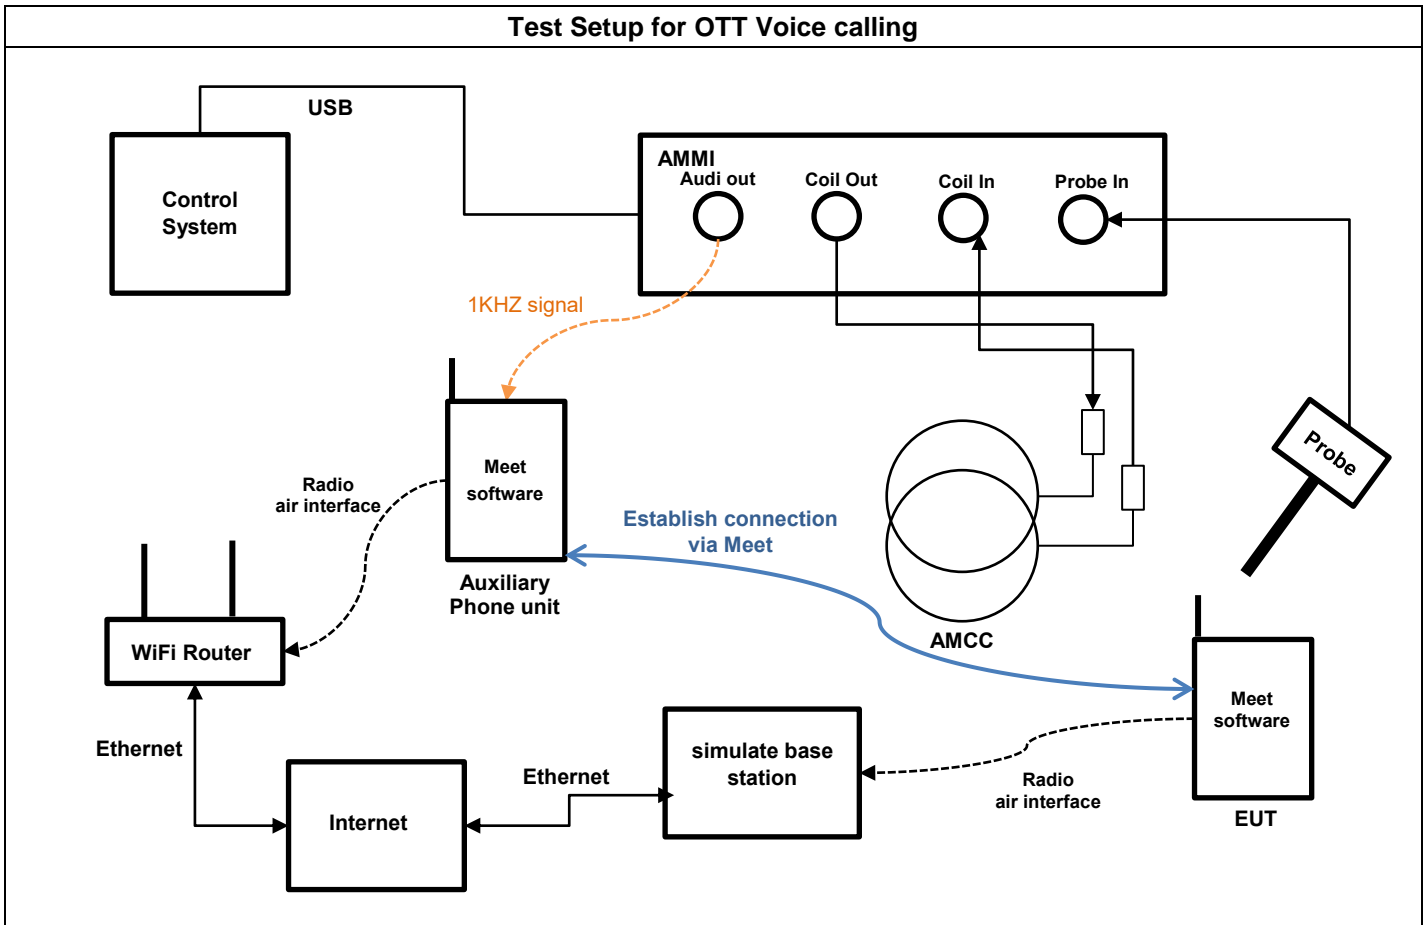 Test Setup for OTT Voice calling
USB
Control
System
AMMI
Audi out
Coil Out
Coil In
Probe In
1KHZ signal
Probe
Meet
software
Radio
air interface
Establish connection
via Meet
Auxiliary
Phone unit
AMCC
WiFi Router
Meet
software
simulate base
station
Ethernet
Ethernet
Radio
air interface
Internet
EUT